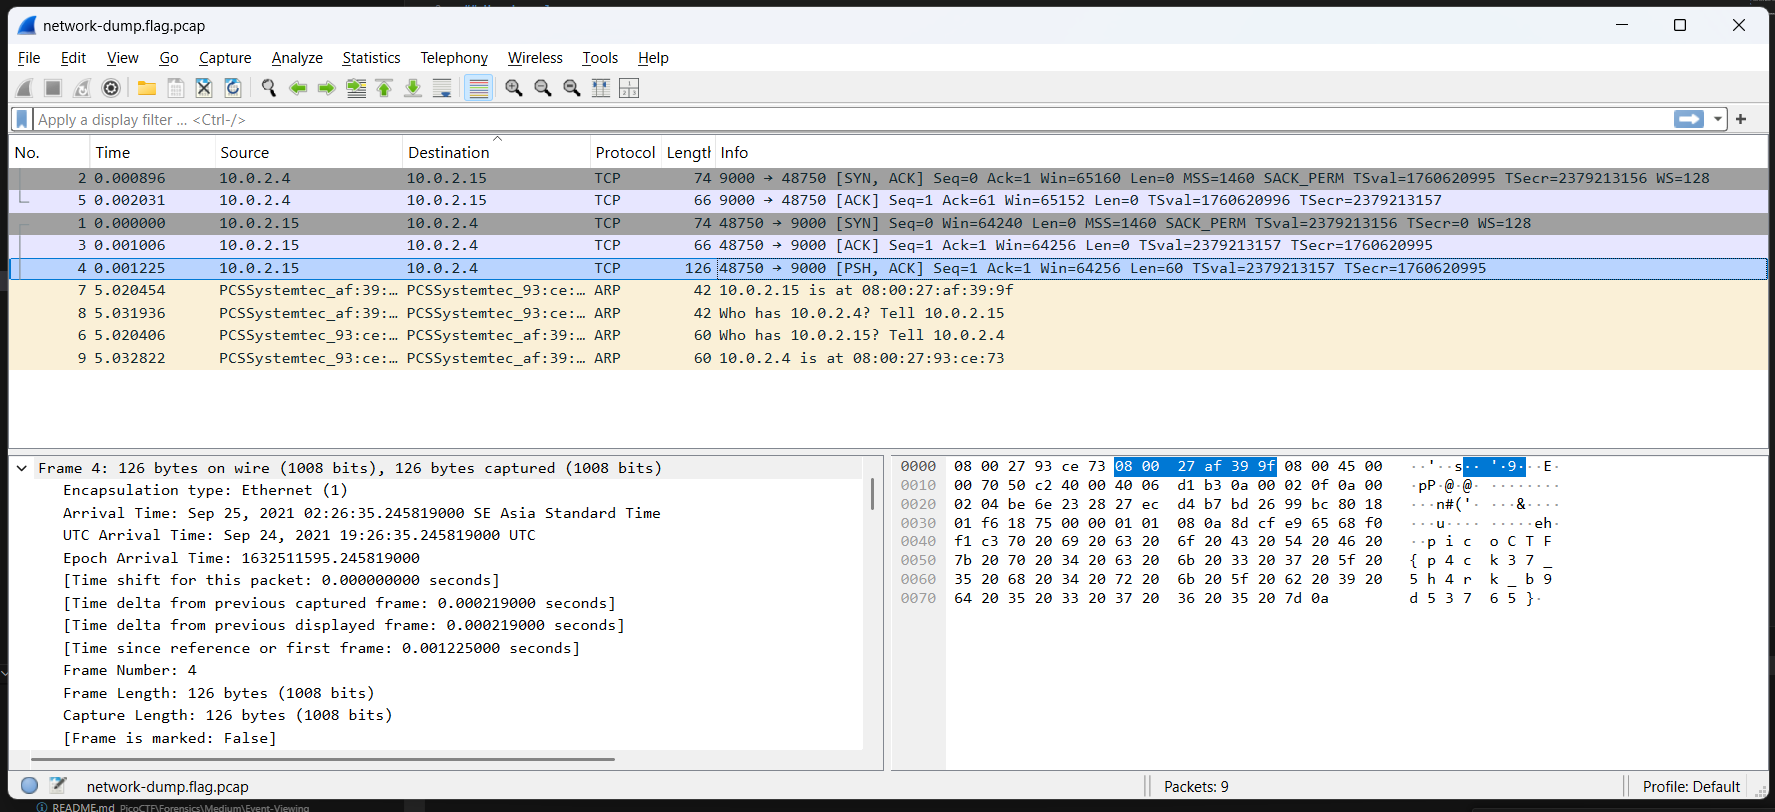 network-dump.flag.pcap
File Edit View Go Capture Analyze Statistics Telephony Wireless Tools Help
Apply a display filter ... <Ctrl-/>
No. Time Source Destination Protocol Length Info
2 0.000896 10.0.2.4 10.0.2.15 TCP 74 9000 → 48750 [SYN, ACK] Seq=0 Ack=1 Win=65160 Len=0 MSS=1460 SACK_PERM TSval=1760620995 TSecr=2379213156 WS=128
5 0.002031 10.0.2.4 10.0.2.15 TCP 66 9000 → 48750 [ACK] Seq=1 Ack=61 Win=65152 Len=0 TSval=1760620996 TSecr=2379213157
1 0.000000 10.0.2.15 10.0.2.4 TCP 74 48750 → 9000 [SYN] Seq=0 Win=64240 Len=0 MSS=1460 SACK_PERM TSval=2379213156 TSecr=0 WS=128
3 0.001006 10.0.2.15 10.0.2.4 TCP 66 48750 → 9000 [ACK] Seq=1 Ack=1 Win=64256 Len=0 TSval=2379213157 TSecr=1760620995
4 0.001225 10.0.2.15 10.0.2.4 TCP 126 48750 → 9000 [PSH, ACK] Seq=1 Ack=1 Win=64256 Len=60 TSval=2379213157 TSecr=1760620995
7 5.020454 PCSSystemtec_af:39:… PCSSystemtec_93:ce:… ARP 42 10.0.2.15 is at 08:00:27:af:39:9f
8 5.031936 PCSSystemtec_af:39:… PCSSystemtec_93:ce:… ARP 42 Who has 10.0.2.4? Tell 10.0.2.15
6 5.020406 PCSSystemtec_93:ce:… PCSSystemtec_af:39:… ARP 60 Who has 10.0.2.15? Tell 10.0.2.4
9 5.032822 PCSSystemtec_93:ce:… PCSSystemtec_af:39:… ARP 60 10.0.2.4 is at 08:00:27:93:ce:73
Frame 4: 126 bytes on wire (1008 bits), 126 bytes captured (1008 bits)
Encapsulation type: Ethernet (1)
Arrival Time: Sep 25, 2021 02:26:35.245819000 SE Asia Standard Time
UTC Arrival Time: Sep 24, 2021 19:26:35.245819000 UTC
Epoch Arrival Time: 1632511595.245819000
[Time shift for this packet: 0.000000000 seconds]
[Time delta from previous captured frame: 0.000219000 seconds]
[Time delta from previous displayed frame: 0.000219000 seconds]
[Time since reference or first frame: 0.001225000 seconds]
Frame Number: 4
Frame Length: 126 bytes (1008 bits)
Capture Length: 126 bytes (1008 bits)
[Frame is marked: False]
0000 08 00 27 93 ce 73 08 00 27 af 39 9f 08 00 45 00 ··'··s·· '·9···E·
0010 00 70 50 c2 40 00 40 06 d1 b3 0a 00 02 0f 0a 00 ·pP·@·@· ········
0020 02 04 be 6e 23 28 27 ec d4 b7 bd 26 99 bc 80 18 ···n#('· ···&····
0030 01 f6 18 75 00 00 01 01 08 0a 8d cf e9 65 68 f0 ···u···· ·····eh·
0040 f1 c3 70 20 69 20 63 20 6f 20 43 20 54 20 46 20 ··p i c o C T F
0050 7b 20 70 20 34 20 63 20 6b 20 33 20 37 20 5f 20 { p 4 c k 3 7 _
0060 35 20 68 20 34 20 72 20 6b 20 5f 20 62 20 39 20 5 h 4 r k _ b 9
0070 64 20 35 20 33 20 37 20 36 20 35 20 7d 0a d 5 3 7 6 5 }·
network-dump.flag.pcap Packets: 9 Profile: Default
README.md PicoCTF\Forensics\Medium\Event-Viewing